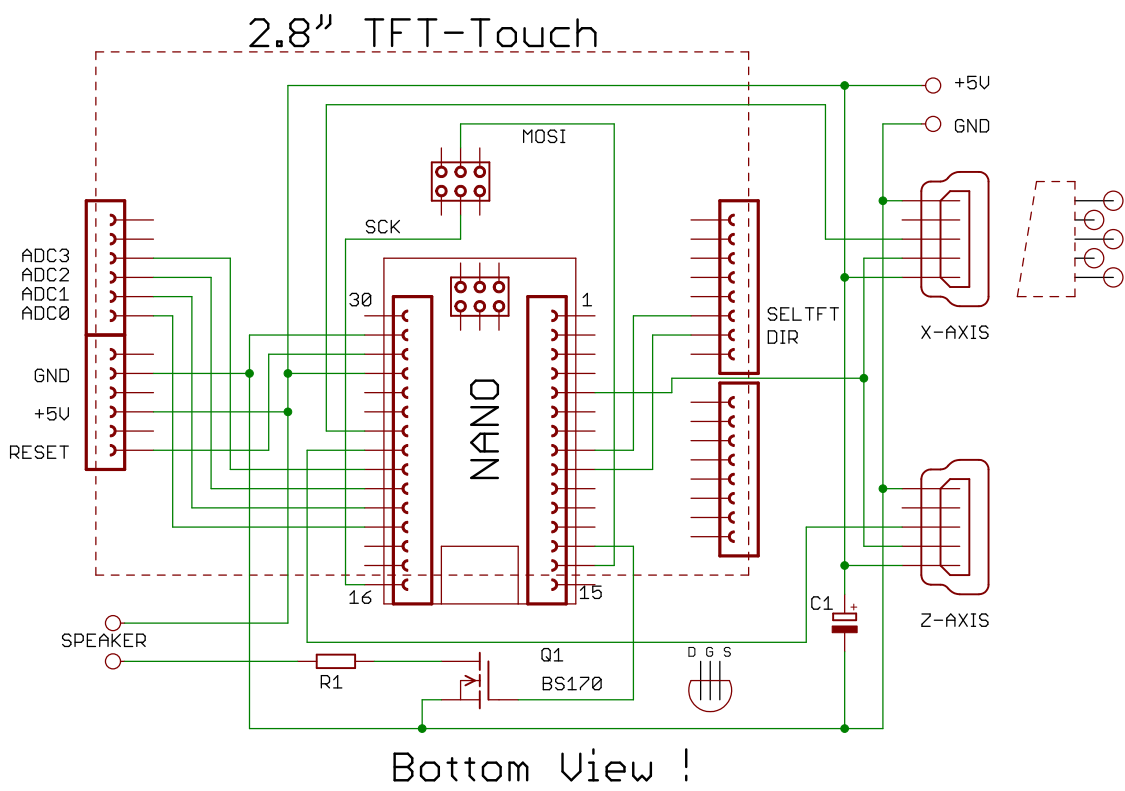 2.8” TFT-Touch
+5V
MOSI
GND
SCK
ADC3
ADC2
ADC1
ADC0
30
1
SELTFT
DIR
X-AXIS
GND
+5V
RESET
NANO
16
15
C1
+
Z-AXIS
SPEAKER
R1
Q1
BS170
D G S
Bottom View !